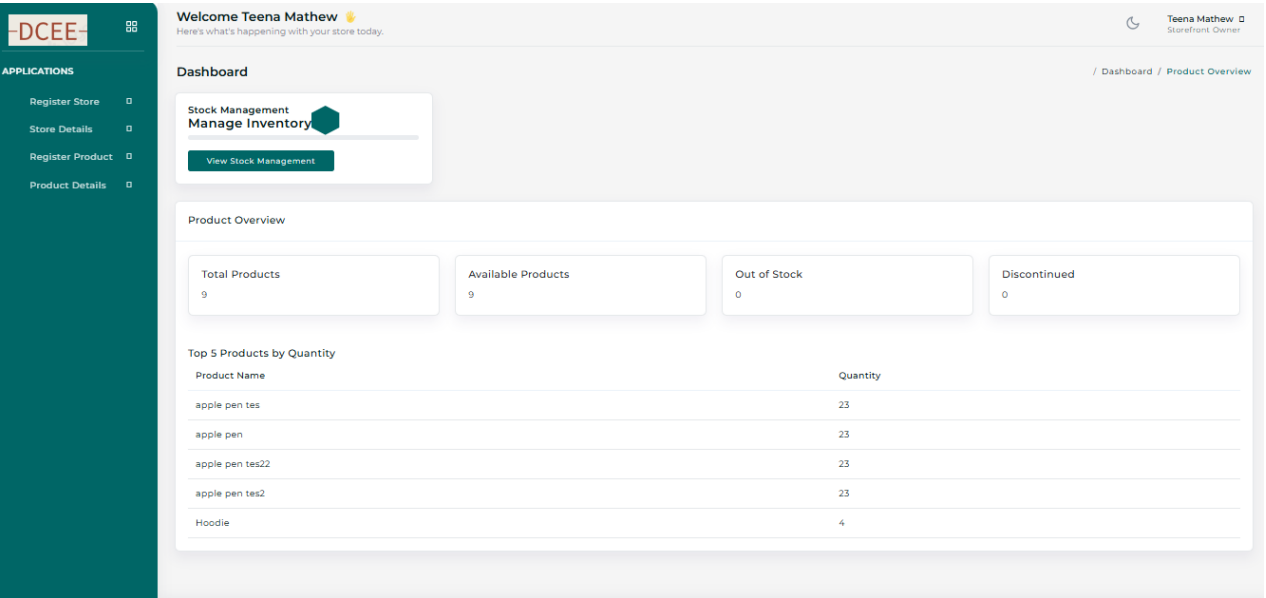 -DCEE-
APPLICATIONS
Register Store
Store Details
Register Product
Product Details
Welcome Teena Mathew
Here's what's happening with your store today.
Teena Mathew
Storefront Owner
Dashboard
/ Dashboard / Product Overview
Stock Management
Manage Inventory
View Stock Management
Product Overview
Total Products
9
Available Products
9
Out of Stock
0
Discontinued
0
Top 5 Products by Quantity
Product Name Quantity
apple pen tes 23
apple pen 23
apple pen tes22 23
apple pen tes2 23
Hoodie 4